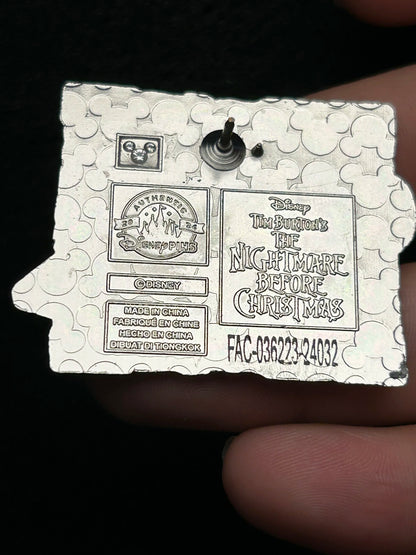 AUTHENTIC
20 24
Disney PINS
©DISNEY
MADE IN CHINA
FABRIQUÉ EN CHINE
HECHO EN CHINA
DIBUAT DI TIONGKOK
Disney
TIM BURTON'S
THE
NIGHTMARE
BEFORE
CHRISTMAS
FAC-036223-24032